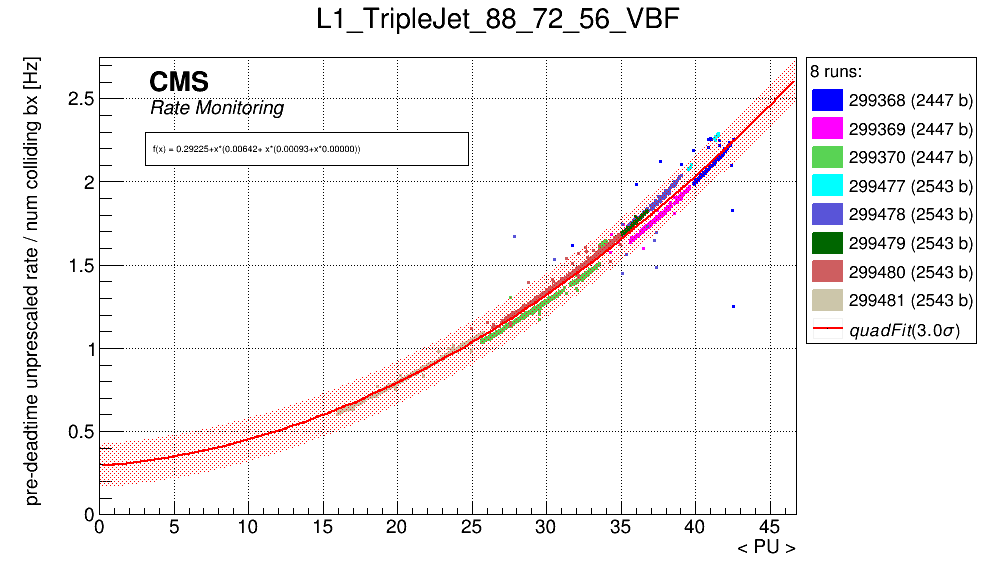 L1_TripleJet_88_72_56_VBF
pre-deadtime unprescaled rate / num colliding bx [Hz]
CMS
Rate Monitoring
f(x) = 0.29225+x*(0.00642+ x*(0.00093+x*0.00000))
2.5
2
1.5
1
0.5
0
0 5 10 15 20 25 30 35 40 45
< PU >
8 runs:
299368 (2447 b)
299369 (2447 b)
299370 (2447 b)
299477 (2543 b)
299478 (2543 b)
299479 (2543 b)
299480 (2543 b)
299481 (2543 b)
quadFit(3.0σ)